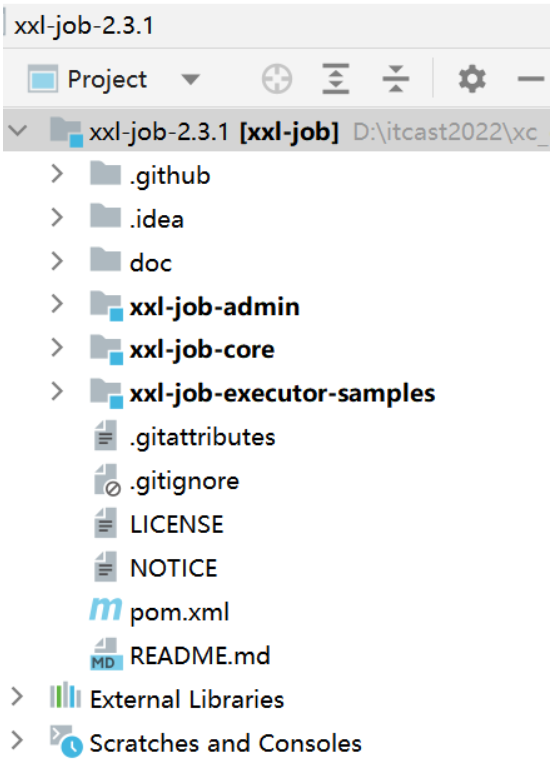 xxl-job-2.3.1
Project
xxl-job-2.3.1 [xxl-job] D:\itcast2022\xc_
.github
.idea
doc
xxl-job-admin
xxl-job-core
xxl-job-executor-samples
.gitattributes
.gitignore
LICENSE
NOTICE
m pom.xml
MD README.md
External Libraries
Scratches and Consoles